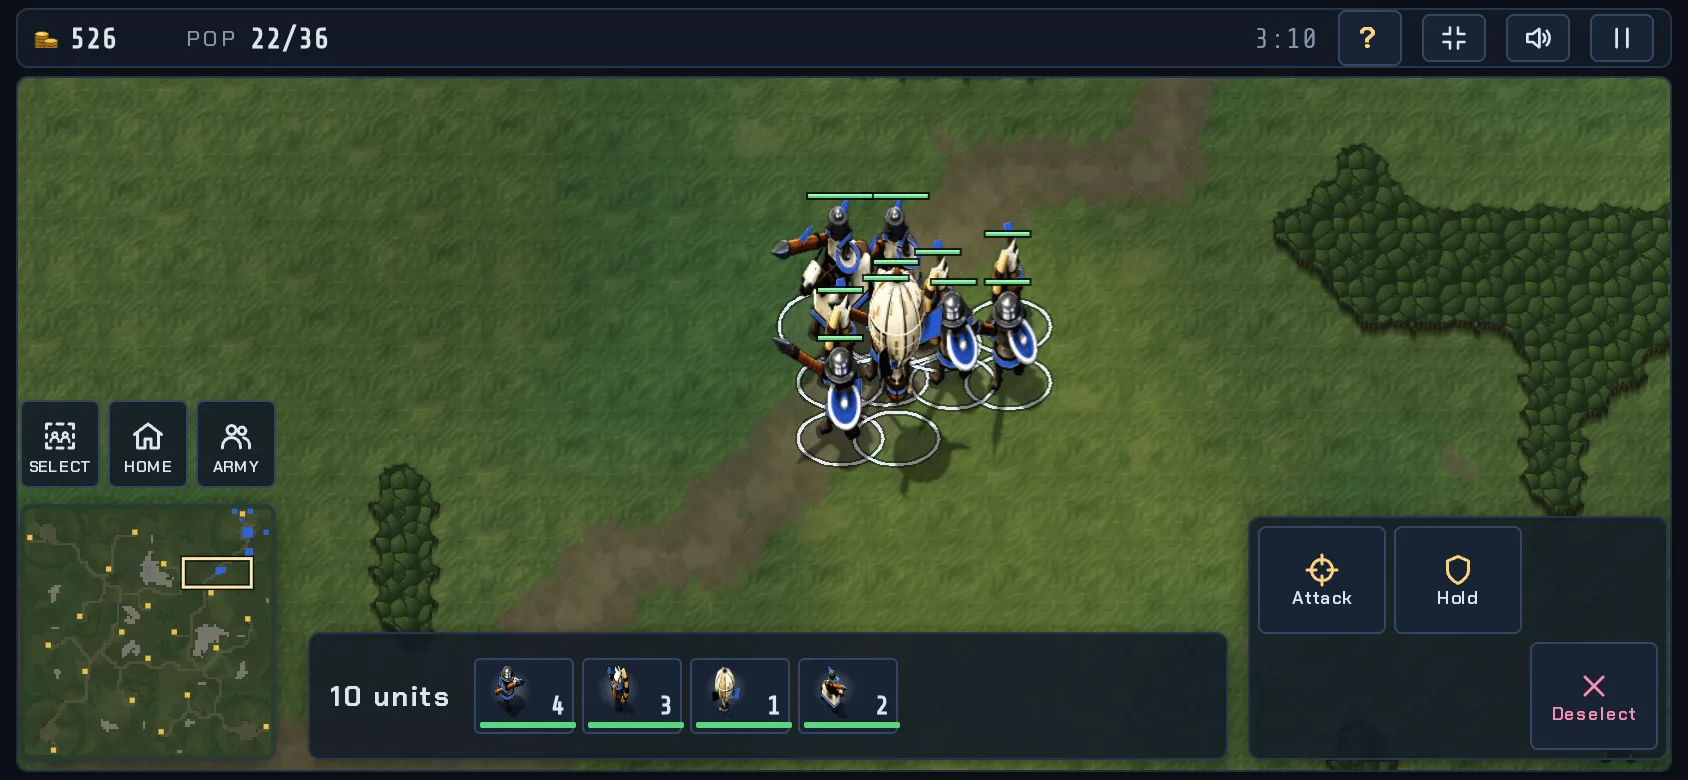 526 POP 22/36 3:10 ?
SELECT HOME ARMY
10 units 4 3 1 2
Attack Hold
Deselect